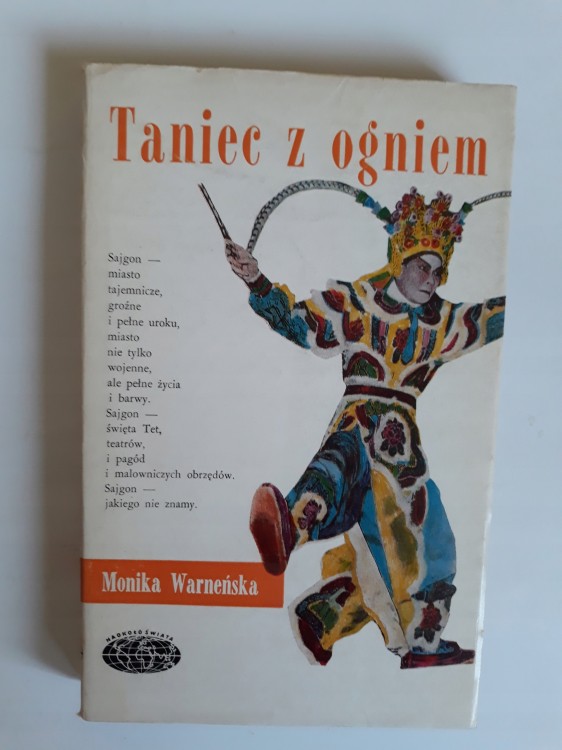 Taniec z ogniem
Sajgon —
miasto
tajemnicze,
groźne
i pełne uroku,
miasto
nie tylko
wojenne,
ale pełne życia
i barwy.
Sajgon —
święta Tet,
teatrów,
i pagód
i malowniczych obrzędów.
Sajgon —
jakiego nie znamy.
Monika Warneńska
NAOKOŁO ŚWIATA